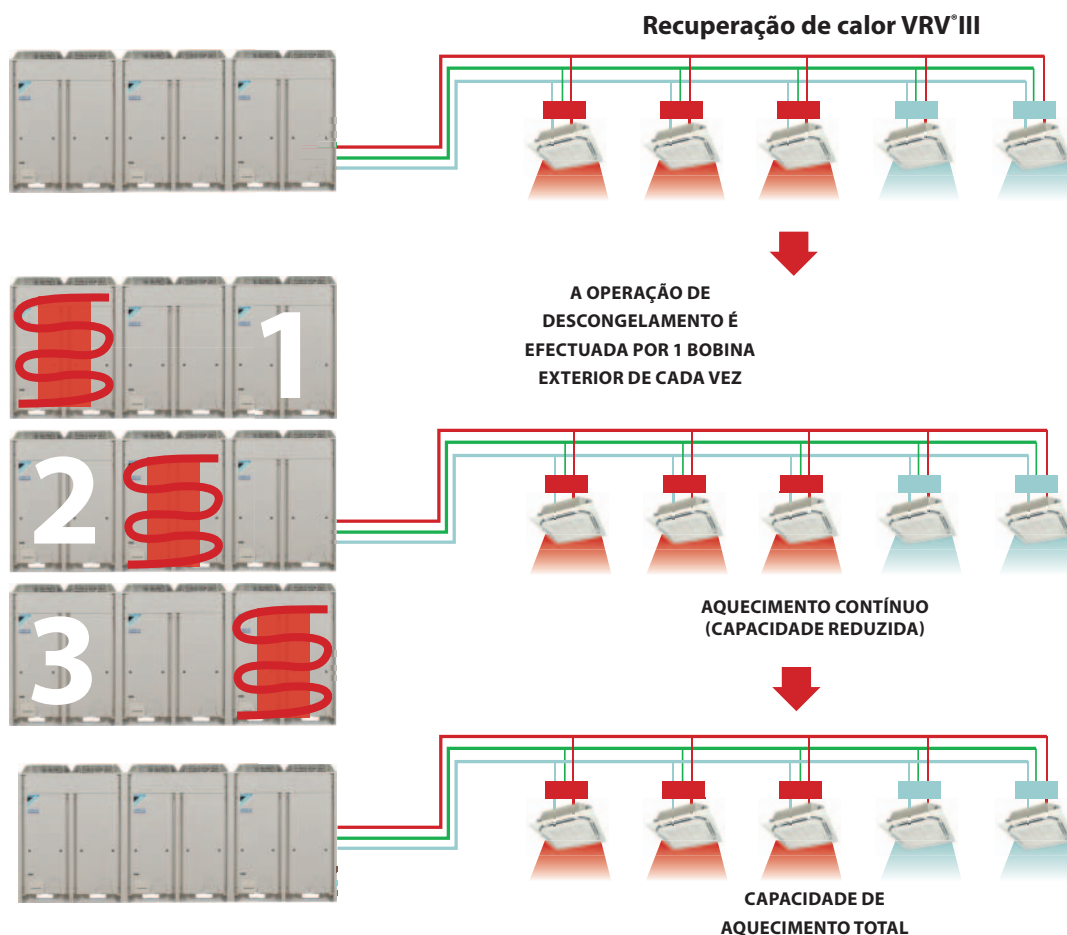 Recuperação de calor VRV®III
A OPERAÇÃO DE
DESCONGELAMENTO É
EFECTUADA POR 1 BOBINA
EXTERIOR DE CADA VEZ
1
2
3
AQUECIMENTO CONTÍNUO
(CAPACIDADE REDUZIDA)
CAPACIDADE DE
AQUECIMENTO TOTAL